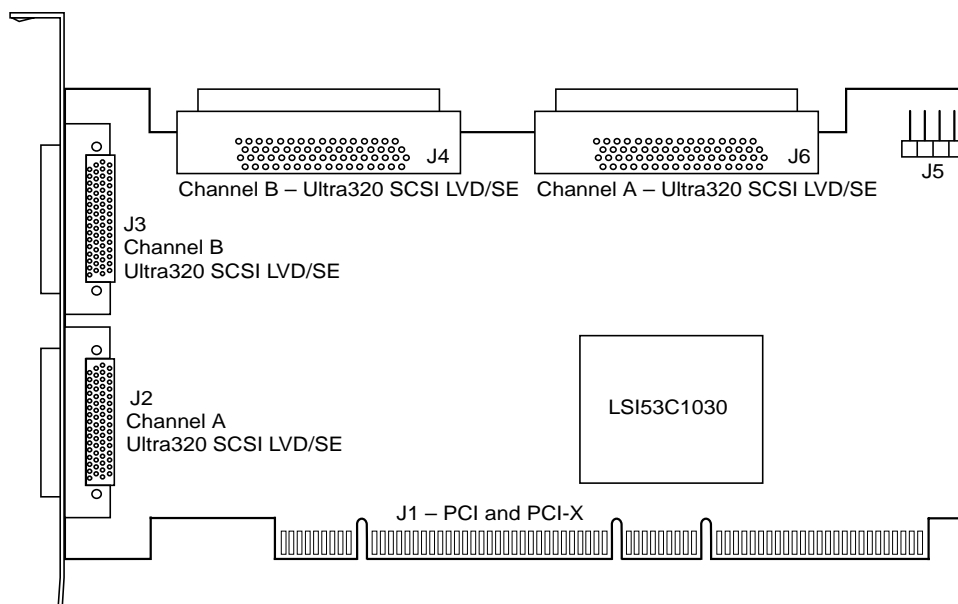 J4
J6
J5
Channel B – Ultra320 SCSI LVD/SE
Channel A – Ultra320 SCSI LVD/SE
J3
Channel B
Ultra320 SCSI LVD/SE
J2
Channel A
Ultra320 SCSI LVD/SE
LSI53C1030
J1 – PCI and PCI-X